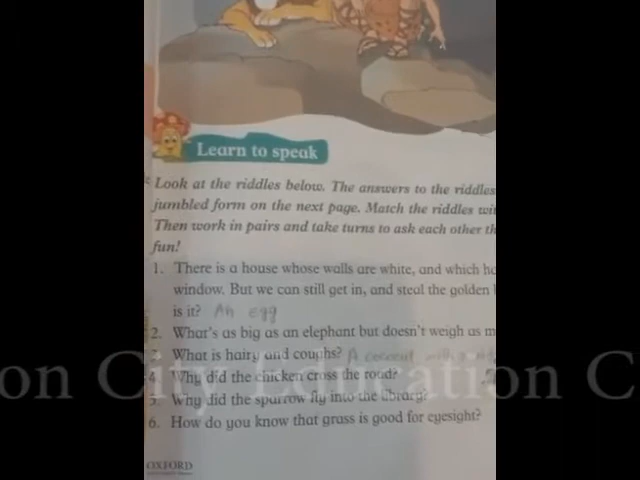 Learn to speak
Look at the riddles below. The answers to the riddles
jumbled form on the next page. Match the riddles
Then work in pairs and take turns to ask each other
fun!
1. There is a house whose walls are white, and which
window. But we can still get in, and steal the golden
is it? An egg
2. What's as big as an elephant but doesn't weigh as
3. What is hairy and coughs? A coconut
4. Why did the chicken cross the road?
5. Why did the sparrow fly into the library?
6. How do you know that grass is good for eyesight?
on City Education C
OXFORD